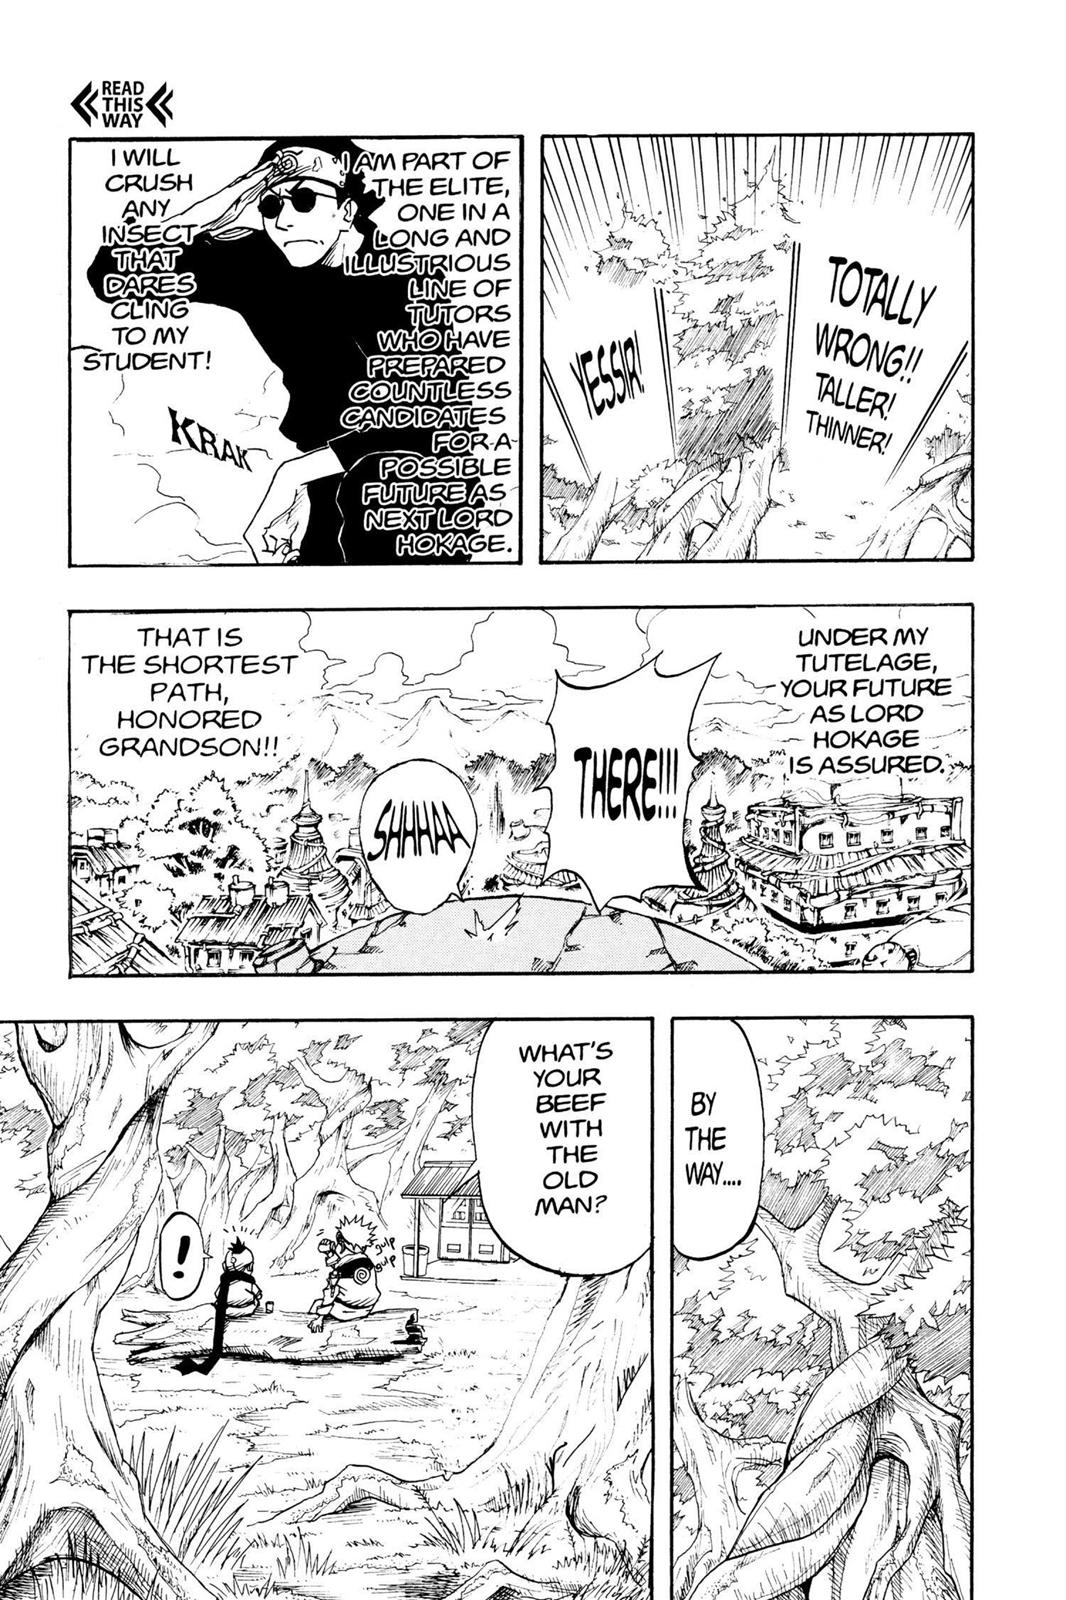 READ
THIS
WAY
TOTALLY
WRONG!!
TALLER!
THINNER!
YESSIR!
I AM PART OF
THE ELITE,
ONE IN A
LONG AND
ILLUSTRIOUS
LINE OF
TUTORS
WHO HAVE
PREPARED
COUNTLESS
CANDIDATES
FOR A
POSSIBLE
FUTURE AS
NEXT LORD
HOKAGE.
I WILL
CRUSH
ANY
INSECT
THAT
DARES
CLING
TO MY
STUDENT!
KRAK
UNDER MY
TUTELAGE,
YOUR FUTURE
AS LORD
HOKAGE
IS ASSURED.
THERE!!!
SHHHAA
THAT IS
THE SHORTEST
PATH,
HONORED
GRANDSON!!
BY
THE
WAY....
WHAT'S
YOUR
BEEF
WITH
THE
OLD
MAN?
gulp
gulp
!